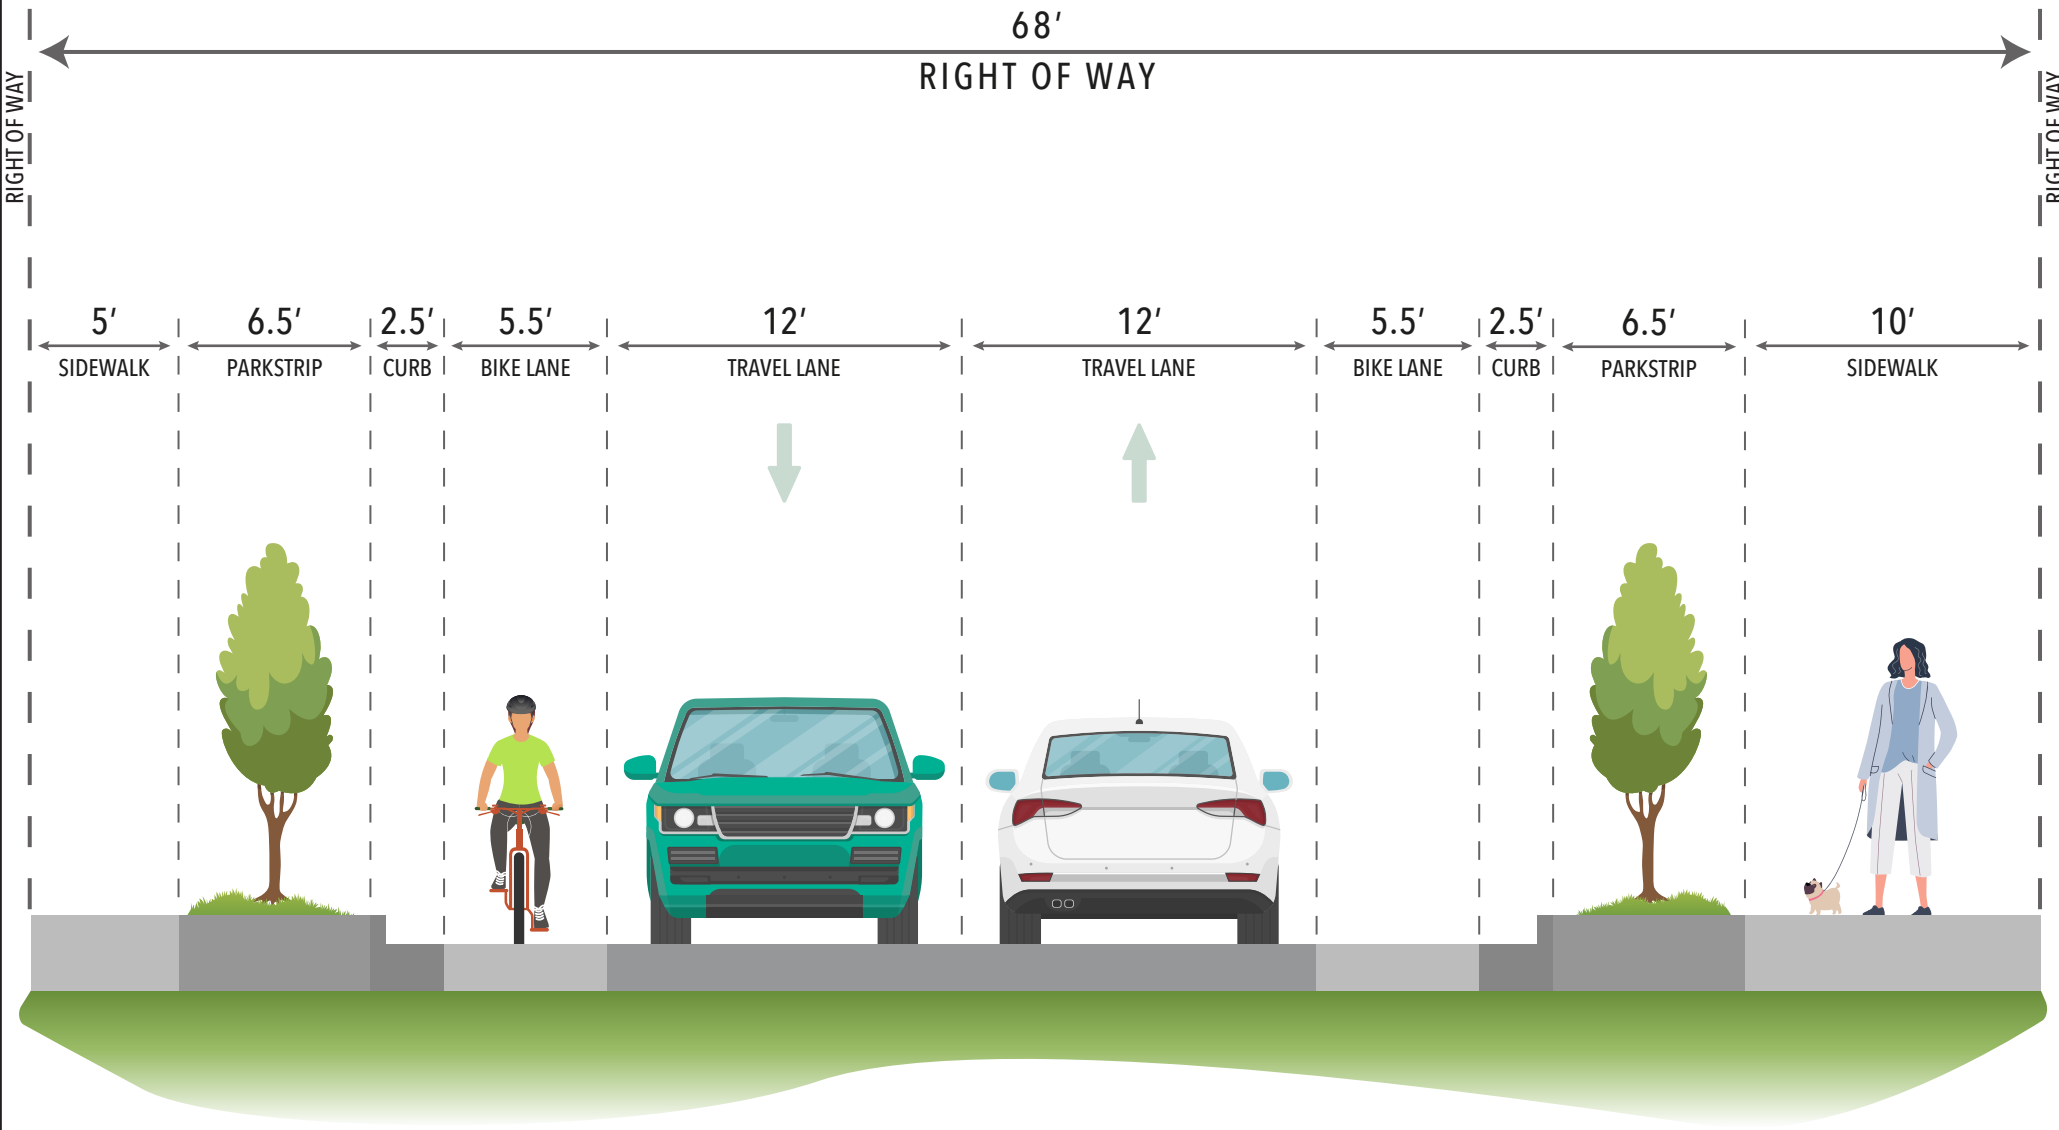 68′
RIGHT OF WAY
RIGHT OF WAY
RIGHT OF WAY
5′ 6.5′ 2.5′ 5.5′ 12′ 12′ 5.5′ 2.5′ 6.5′ 10′
SIDEWALK PARKSTRIP CURB BIKE LANE TRAVEL LANE TRAVEL LANE BIKE LANE CURB PARKSTRIP SIDEWALK